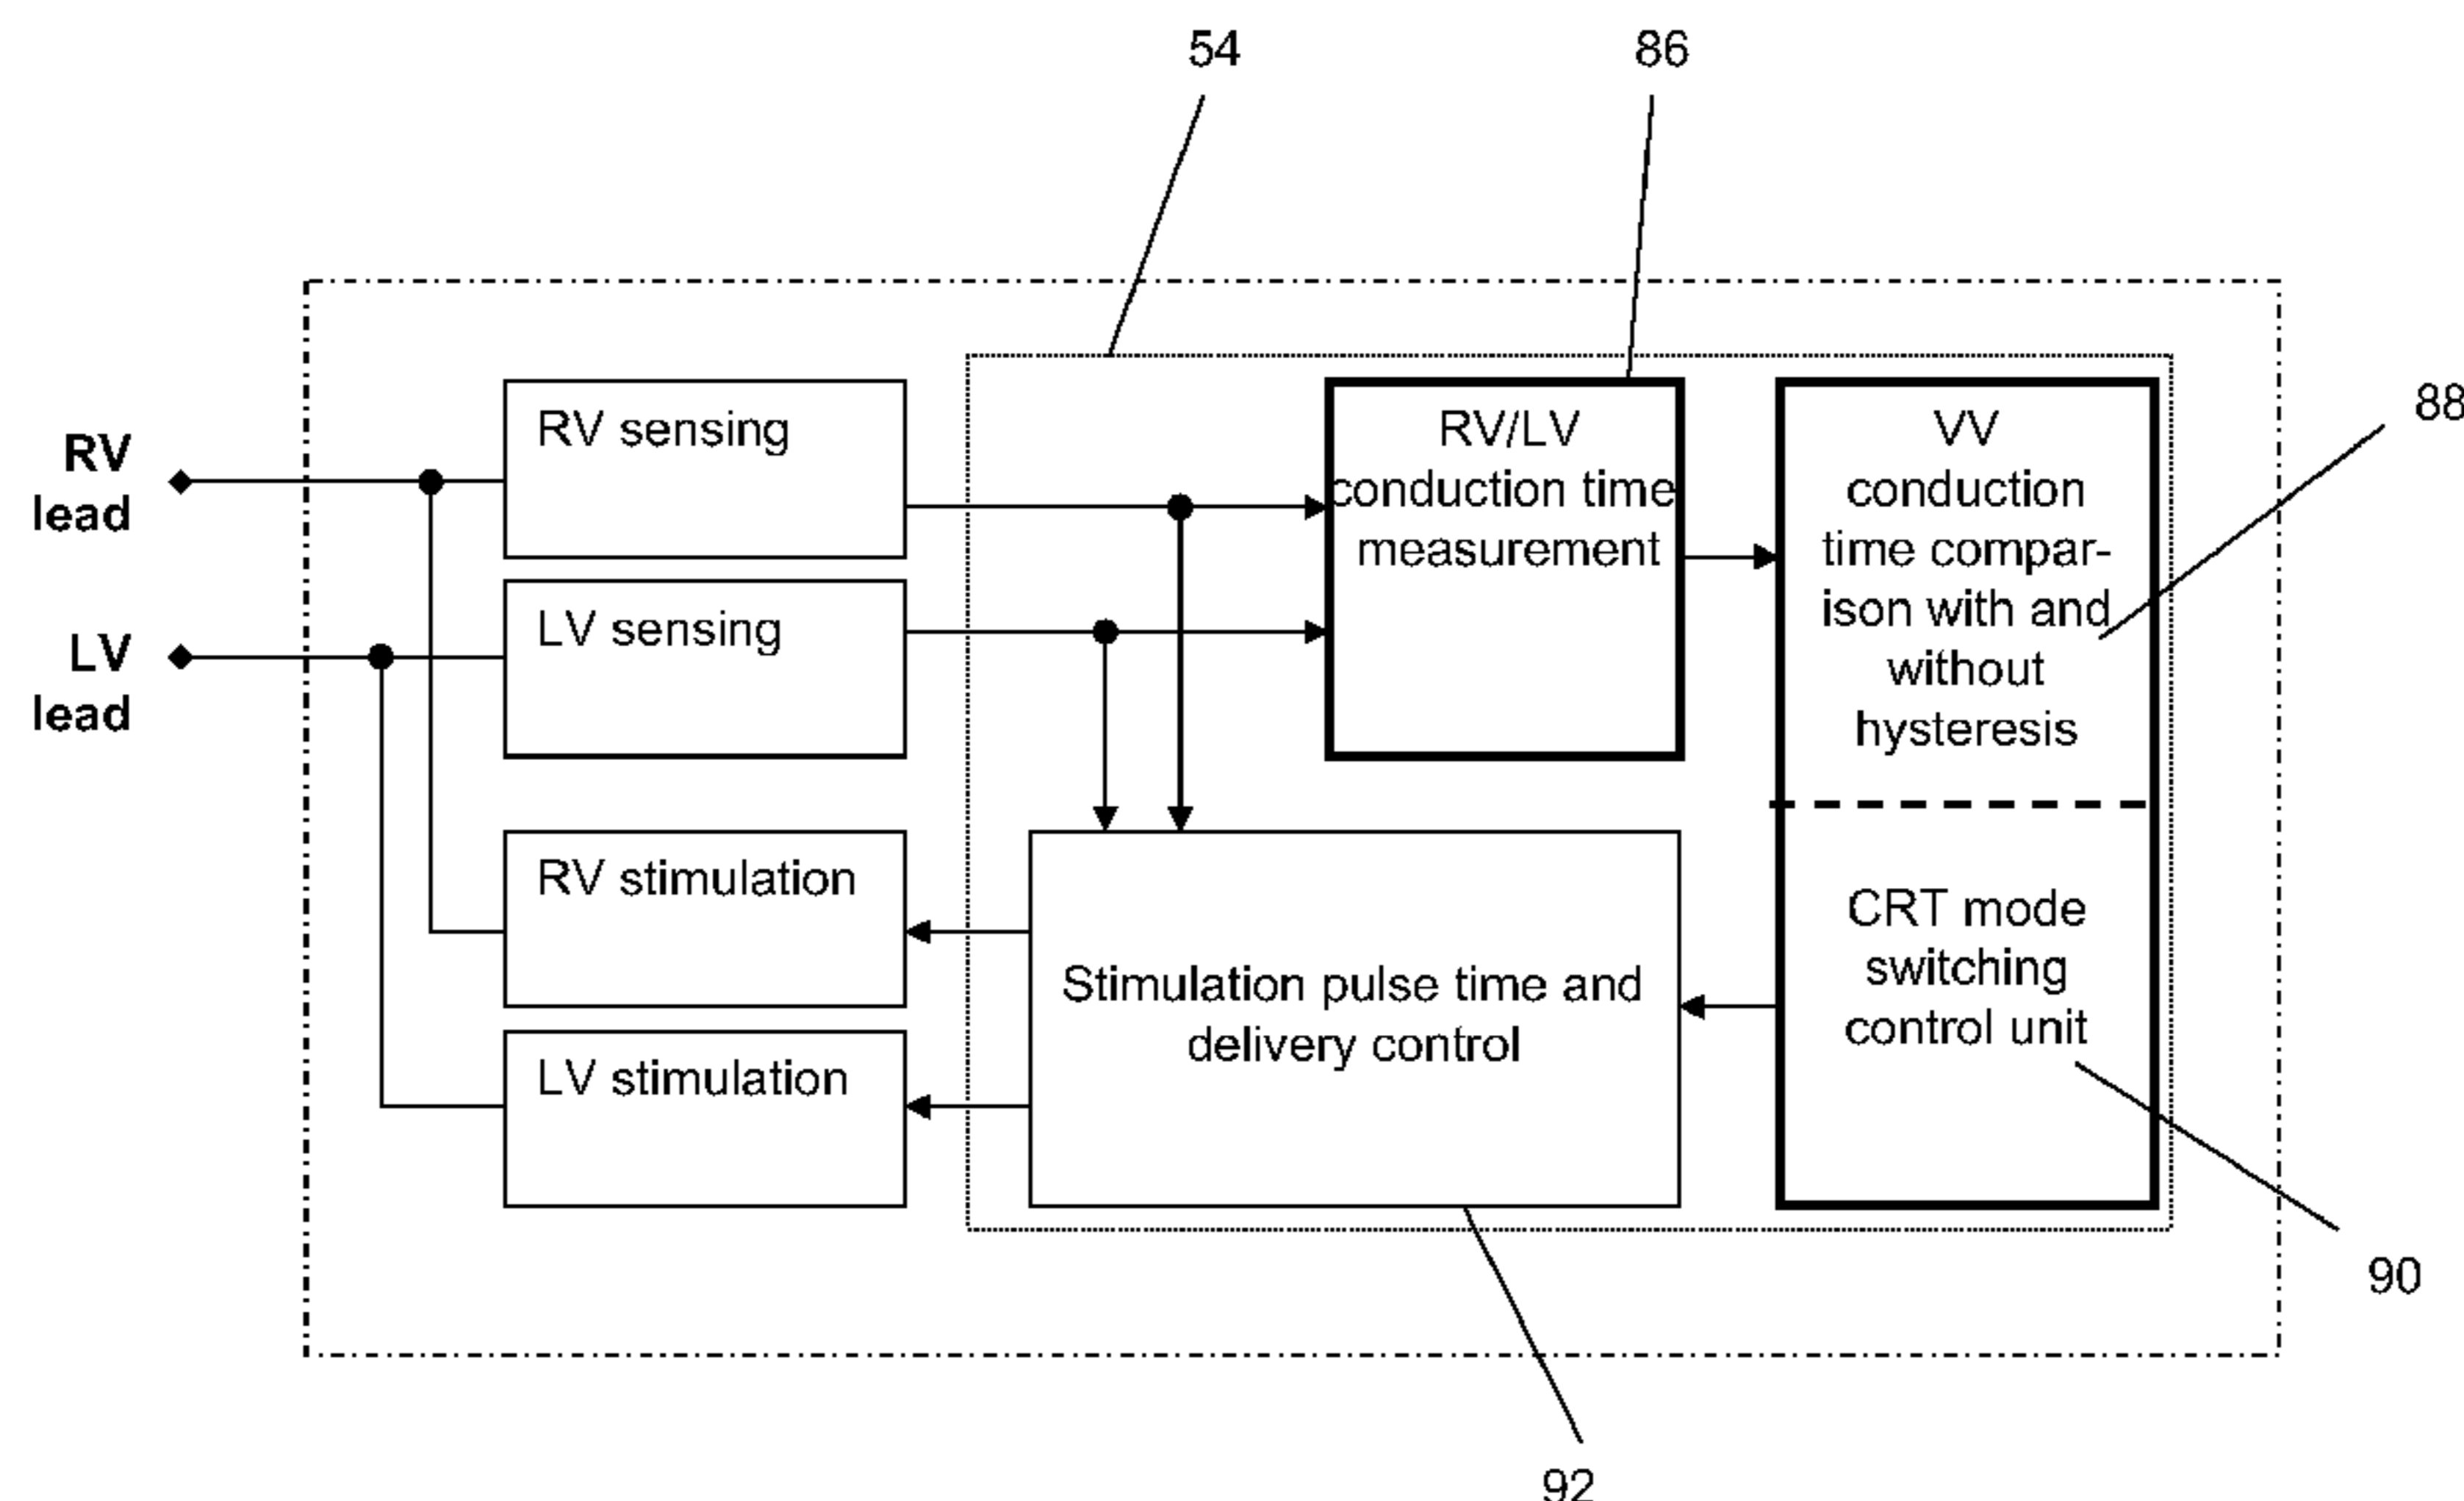 54
86
RV sensing
RV/LV
conduction time
measurement
VV
conduction
time compar-
ison with and
without
hysteresis
88
RV
lead
LV sensing
LV
lead
RV stimulation
CRT mode
switching
control unit
Stimulation pulse time and
delivery control
LV stimulation
90
92